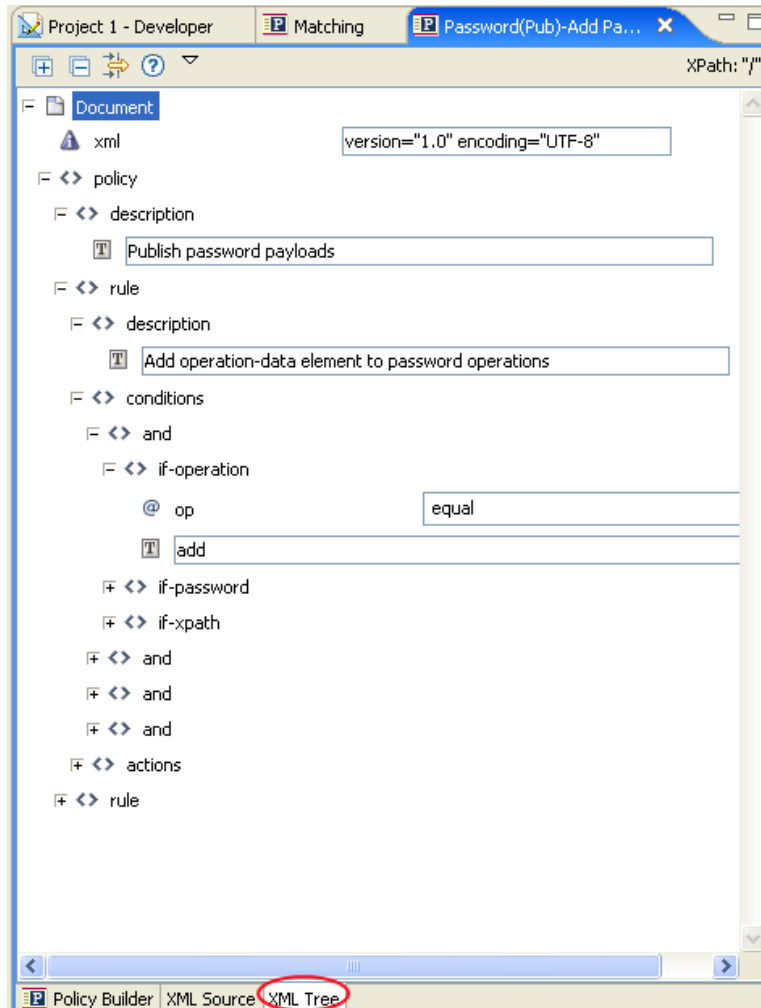 Project 1 - Developer
P Matching
P Password(Pub)-Add Pa...
XPath: "/"
Document
xml version="1.0" encoding="UTF-8"
<> policy
<> description
T Publish password payloads
<> rule
<> description
T Add operation-data element to password operations
<> conditions
<> and
<> if-operation
@ op equal
T add
<> if-password
<> if-xpath
<> and
<> and
<> and
<> actions
<> rule
P Policy Builder
XML Source
XML Tree